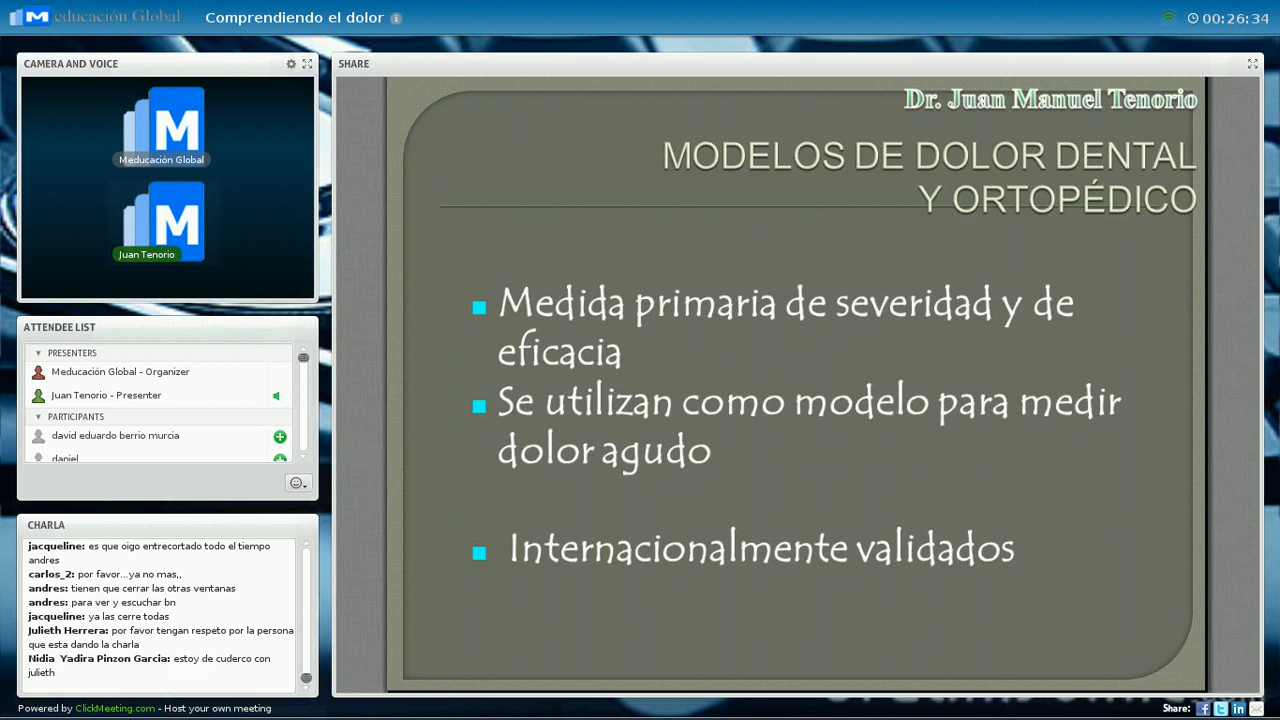 educación Global
Comprendiendo el dolor
00:26:34
CAMERA AND VOICE
M
Meducación Global
M
Juan Tenorio
ATTENDEE LIST
PRESENTERS
Meducación Global - Organizer
Juan Tenorio - Presenter
PARTICIPANTS
david eduardo berrio murcia
daniel
CHARLA
jacqueline: es que oigo entrecortado todo el tiempo
andres
carlos_2: por favor...ya no mas,,
andres: tienen que cerrar las otras ventanas
andres: para ver y escuchar bn
jacqueline: ya las cerre todas
Julieth Herrera: por favor tengan respeto por la persona
que esta dando la charla
Nidia Yadira Pinzon Garcia: estoy de cuderco con
julieth
SHARE
Dr. Juan Manuel Tenorio
MODELOS DE DOLOR DENTAL
Y ORTOPÉDICO
Medida primaria de severidad y de
eficacia
Se utilizan como modelo para medir
dolor agudo
Internacionalmente validados
Powered by ClickMeeting.com - Host your own meeting
Share: